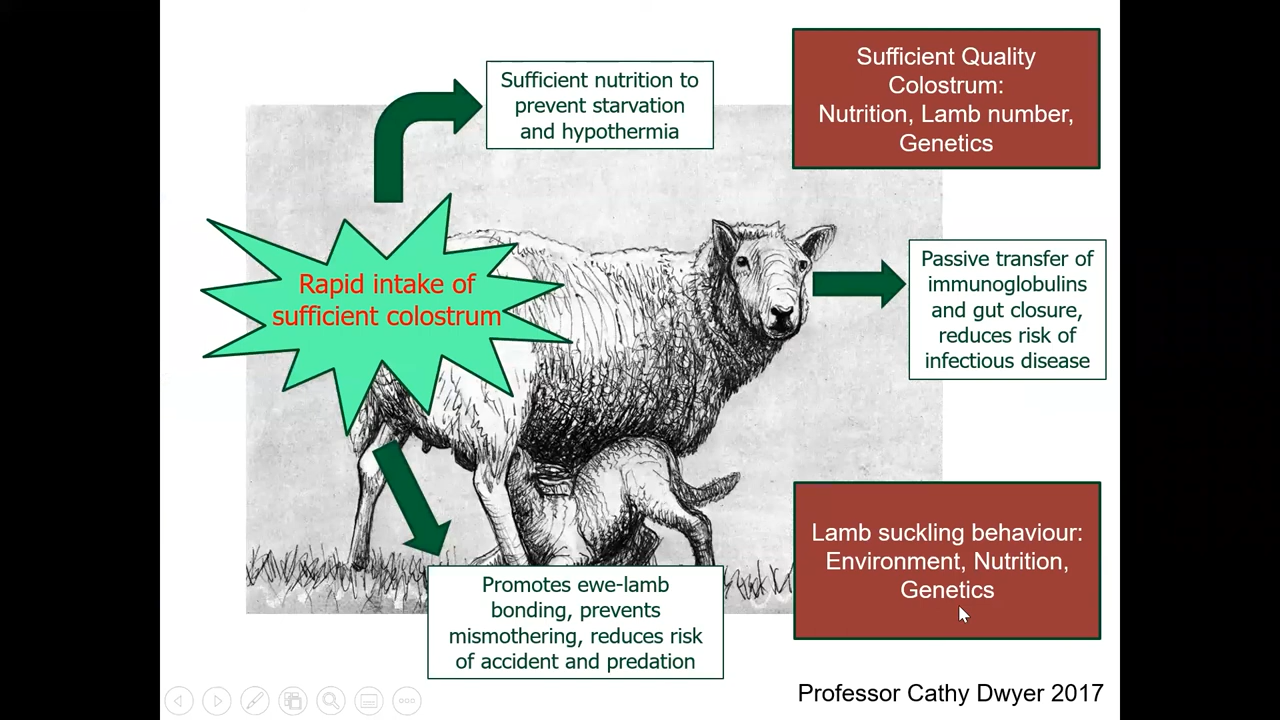 Sufficient nutrition to
prevent starvation
and hypothermia
Sufficient Quality
Colostrum:
Nutrition, Lamb number,
Genetics
Rapid intake of
sufficient colostrum
Passive transfer of
immunoglobulins
and gut closure,
reduces risk of
infectious disease
Promotes ewe-lamb
bonding, prevents
mismothering, reduces risk
of accident and predation
Lamb suckling behaviour:
Environment, Nutrition,
Genetics
Professor Cathy Dwyer 2017